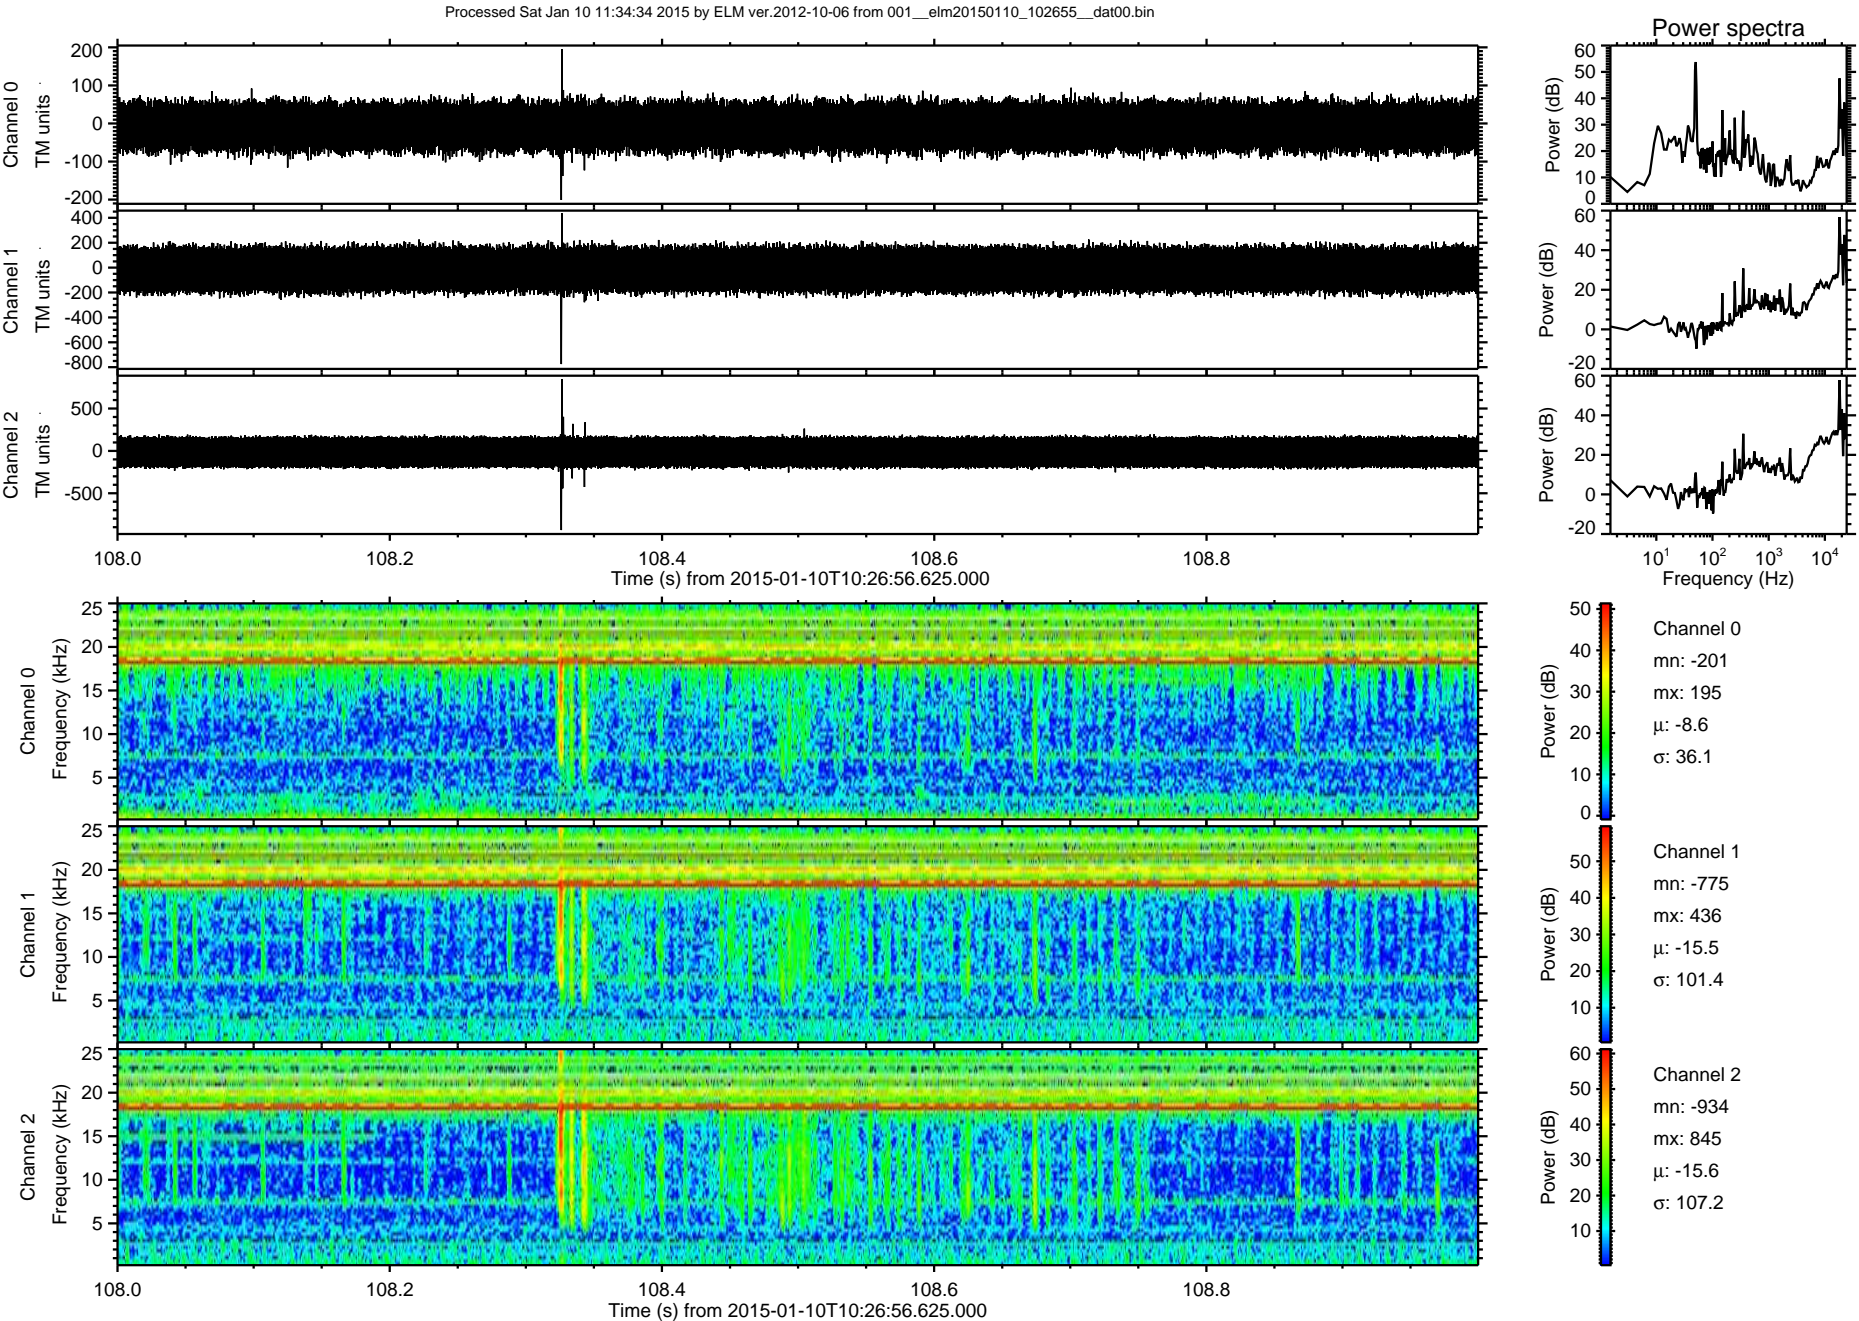 Processed Sat Jan 10 11:34:34 2015 by ELM ver.2012-10-06 from 001__elm20150110_102655__dat00.bin
Power spectra
Channel 0
TM units
200
100
0
-100
-200
Power (dB)
60
50
40
30
20
10
0
Channel 1
TM units
400
200
0
-200
-400
-600
-800
Power (dB)
60
40
20
0
-20
Channel 2
TM units
500
0
-500
Power (dB)
60
40
20
0
-20
108.0 108.2 108.4 108.6 108.8
Time (s) from 2015-01-10T10:26:56.625.000
10¹ 10² 10³ 10⁴
Frequency (Hz)
Channel 0
Frequency (kHz)
25
20
15
10
5
Power (dB)
50
40
30
20
10
0
Channel 0
mn: -201
mx: 195
μ: -8.6
σ: 36.1
Channel 1
Frequency (kHz)
25
20
15
10
5
Power (dB)
50
40
30
20
10
Channel 1
mn: -775
mx: 436
μ: -15.5
σ: 101.4
Channel 2
Frequency (kHz)
25
20
15
10
5
Power (dB)
60
50
40
30
20
10
Channel 2
mn: -934
mx: 845
μ: -15.6
σ: 107.2
108.0 108.2 108.4 108.6 108.8
Time (s) from 2015-01-10T10:26:56.625.000